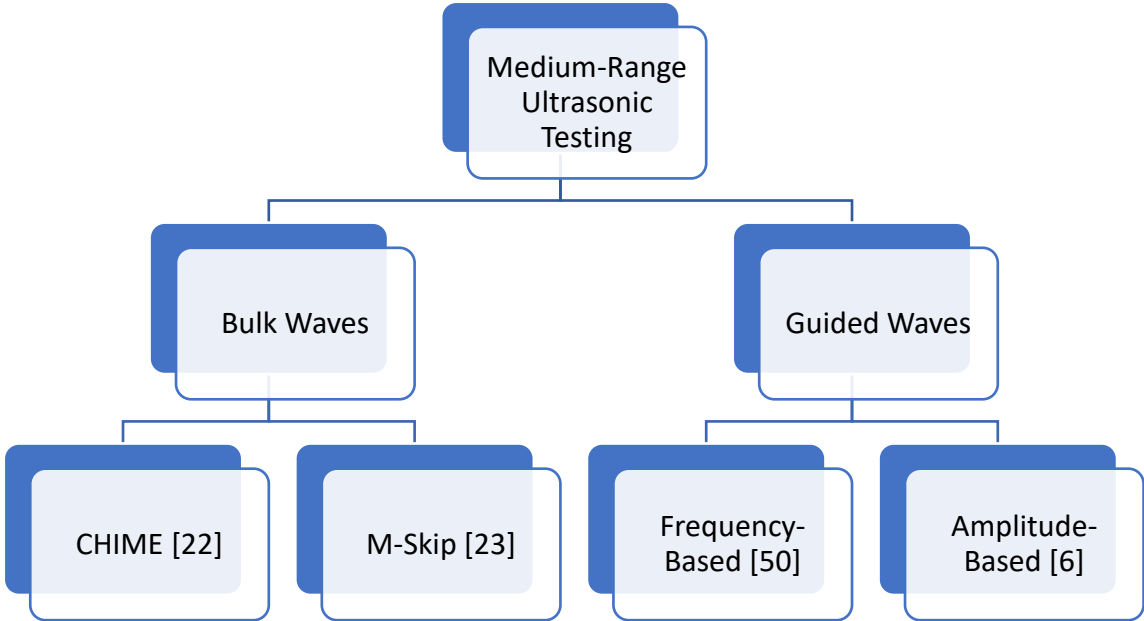 Medium-Range
Ultrasonic
Testing
Bulk Waves
Guided Waves
CHIME [22]
M-Skip [23]
Frequency-
Based [50]
Amplitude-
Based [6]